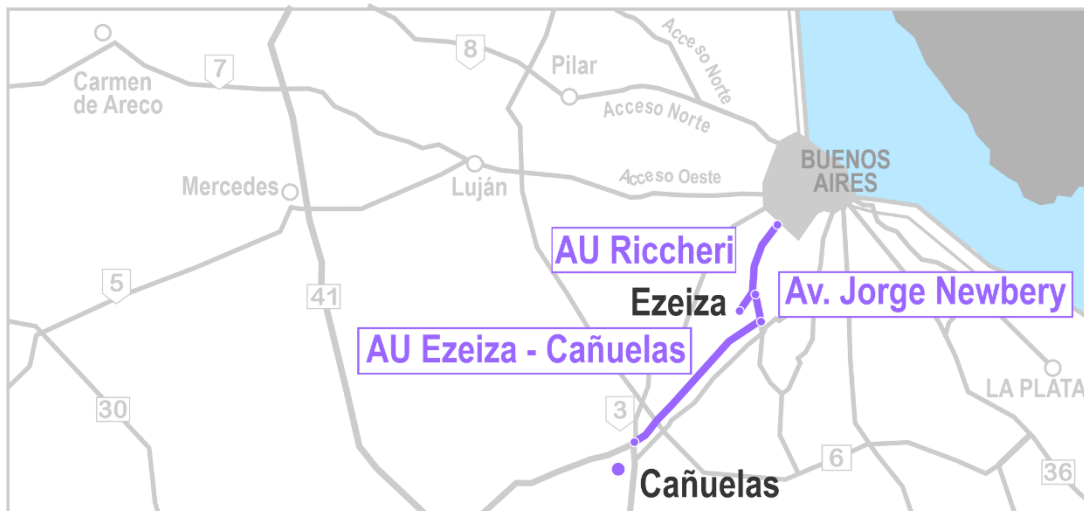 Acceso Norte
8
Pilar
7
Carmen
de Areco
Acceso Norte
BUENOS
AIRES
Acceso Oeste
Mercedes
Luján
AU Riccheri
5
41
Ezeiza
Av. Jorge Newbery
AU Ezeiza - Cañuelas
LA PLATA
30
3
6
36
Cañuelas